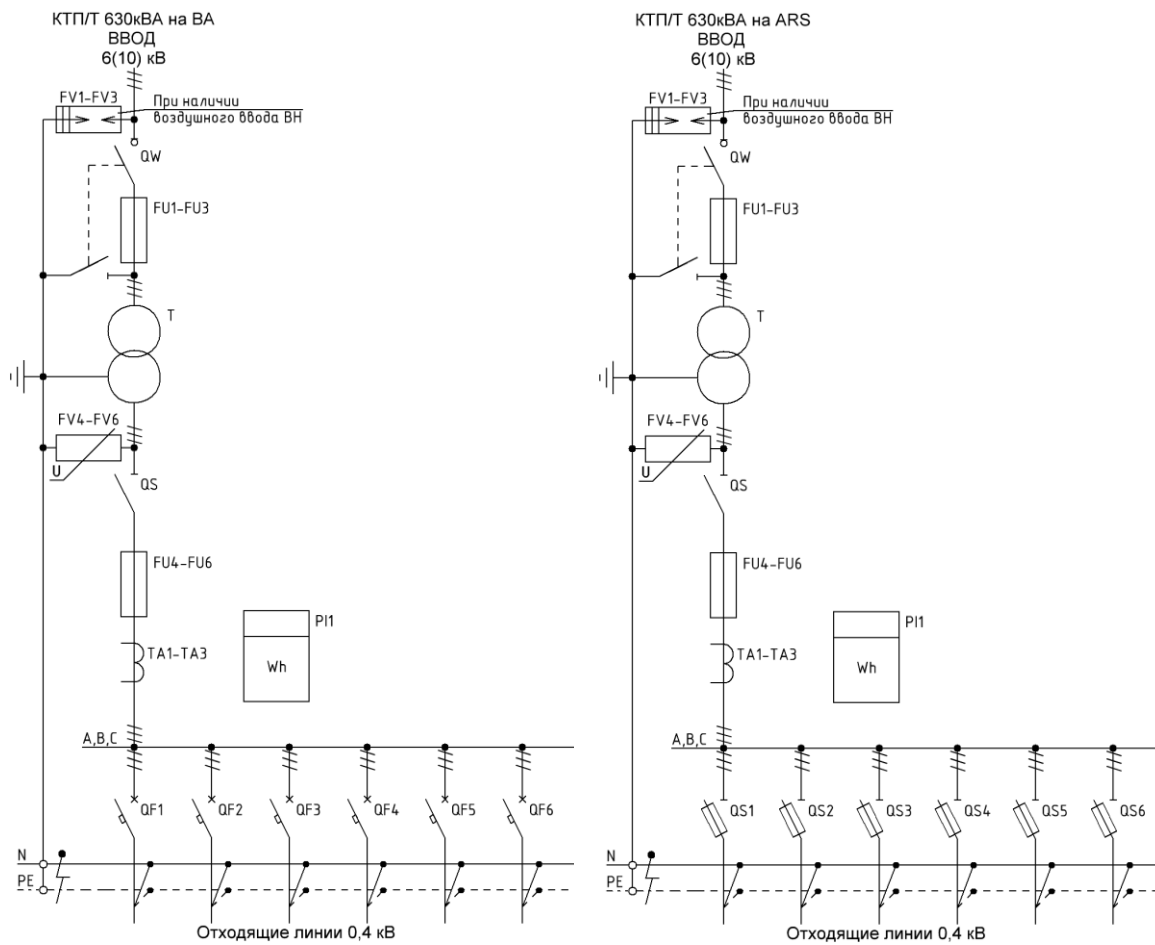 КТП/Т 630кВА на ВА
ВВОД
6(10) кВ
FV1-FV3
При наличии
воздушного ввода ВН
QW
FU1-FU3
T
FV4-FV6
U
QS
FU4-FU6
PI1
TA1-TA3
Wh
A,B,C
QF1
QF2
QF3
QF4
QF5
QF6
N
PE
Отходящие линии 0,4 кВ
КТП/Т 630кВА на ARS
ВВОД
6(10) кВ
FV1-FV3
При наличии
воздушного ввода ВН
QW
FU1-FU3
T
FV4-FV6
U
QS
FU4-FU6
PI1
TA1-TA3
Wh
A,B,C
QS1
QS2
QS3
QS4
QS5
QS6
N
PE
Отходящие линии 0,4 кВ